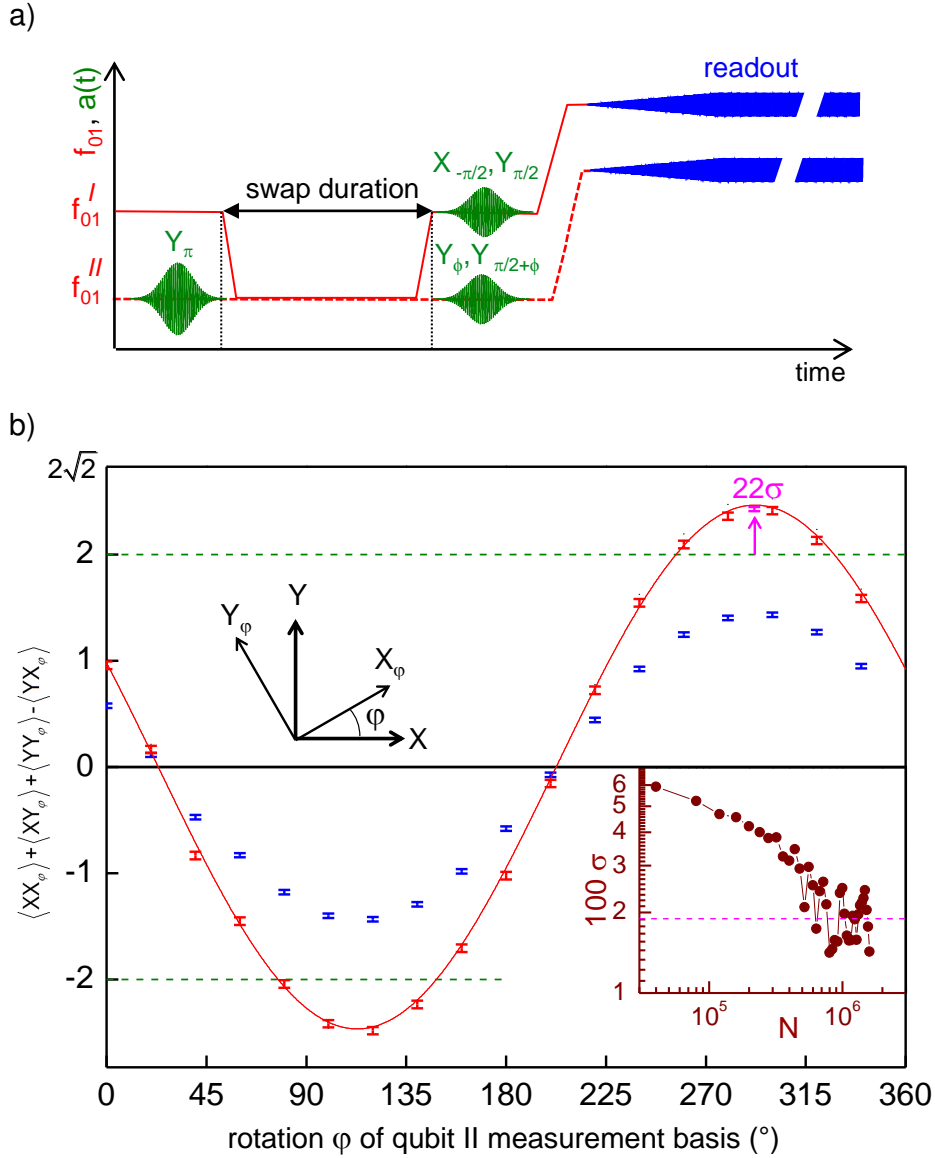 a)
readout
f01, a(t)
X-π/2,Yπ/2
swap duration
f01I
Yπ
Yϕ,Yπ/2+ϕ
f01II
time
b)
2√2
22σ
2
Y
Yφ
Xφ
1
φ
X
⟨XXφ⟩+⟨XYφ⟩+⟨YYφ⟩-⟨YXφ⟩
0
6
5
4
3
100 σ
2
-1
-2
1
10^5 10^6
N
0 45 90 135 180 225 270 315 360
rotation φ of qubit II measurement basis (°)